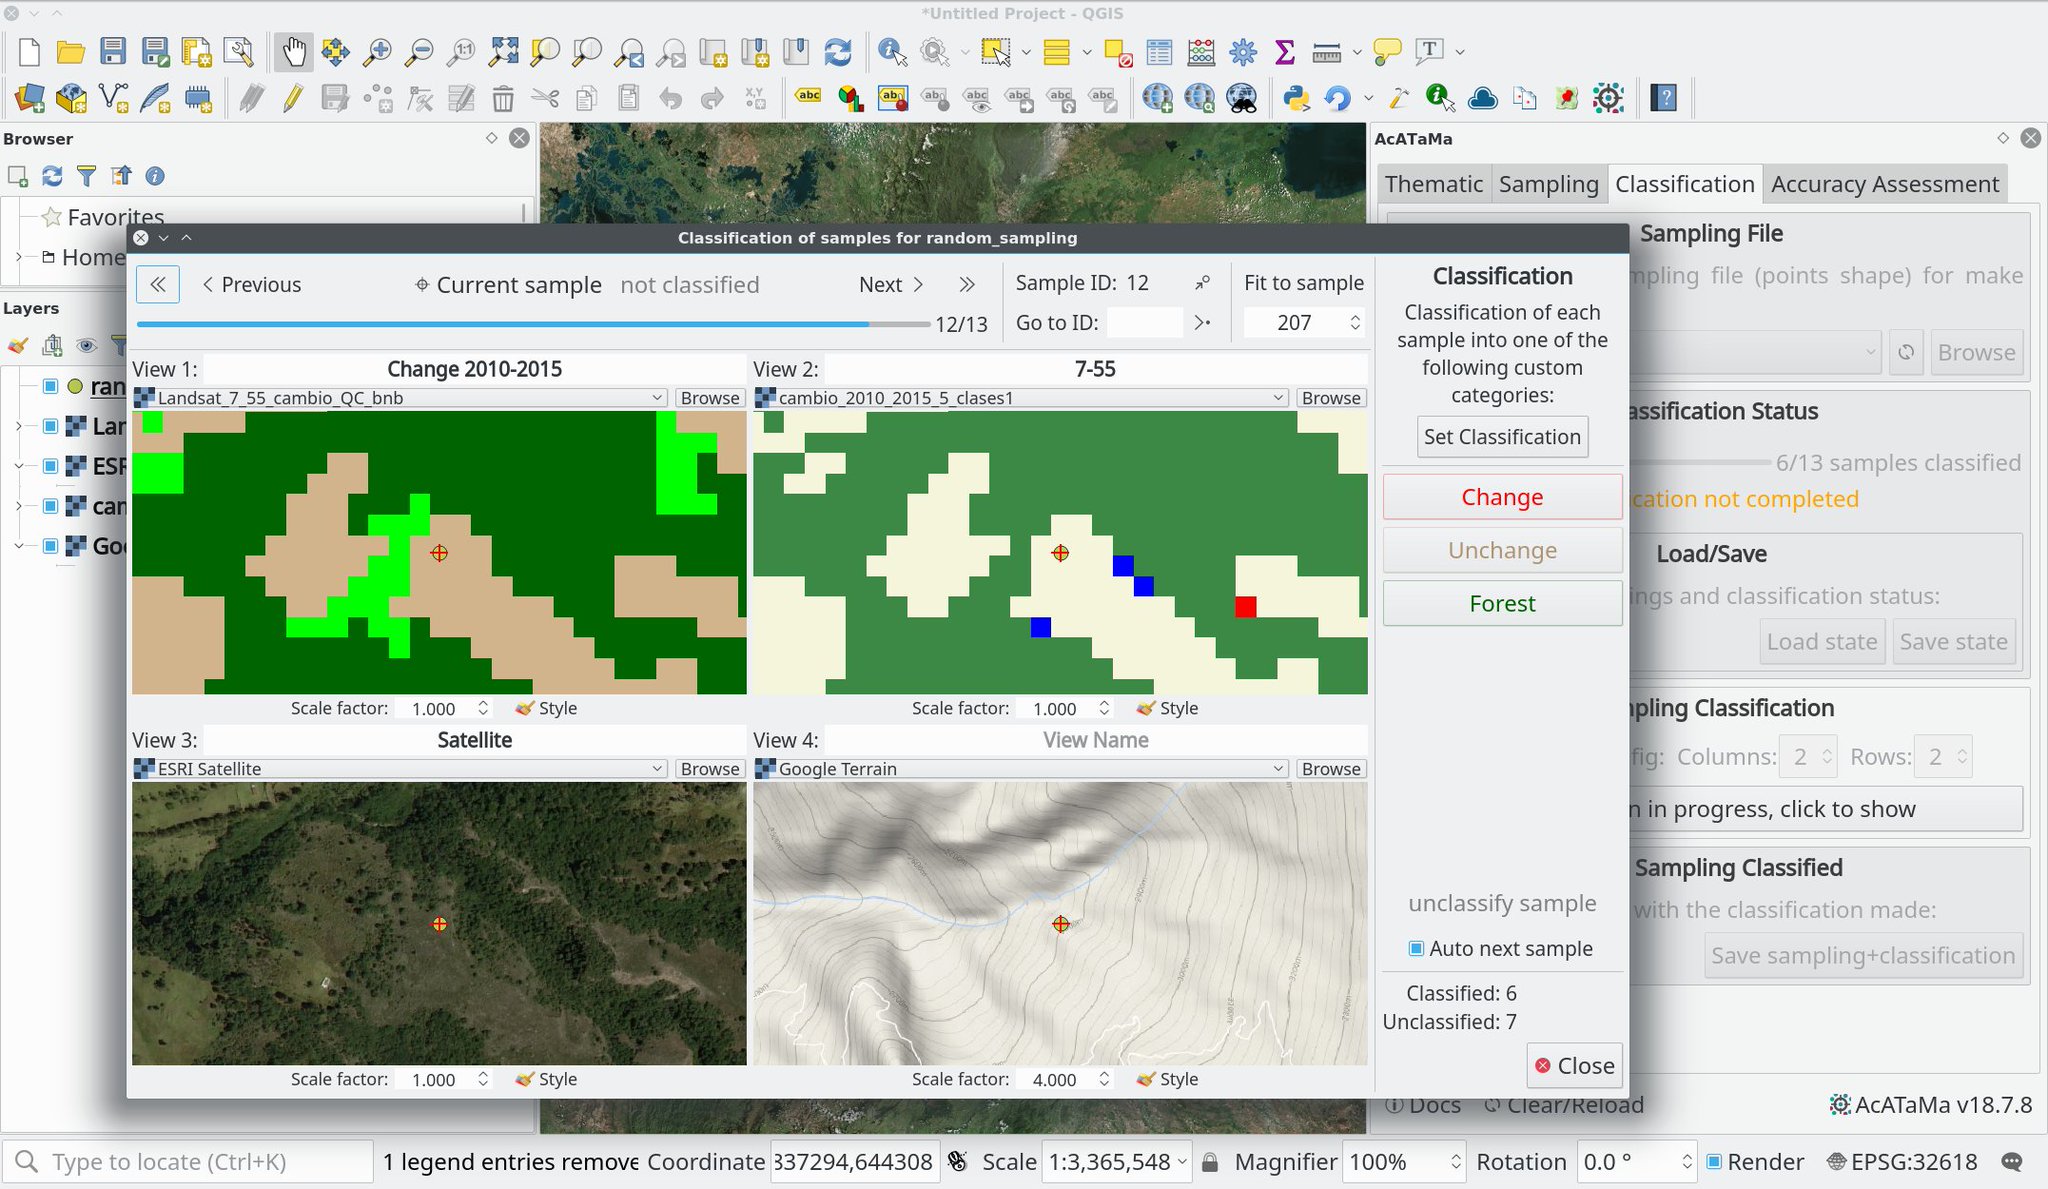 *Untitled Project - QGIS
Browser
AcATaMa
Favorites
Home
Thematic
Sampling
Classification
Accuracy Assessment
Layers
Sampling File
mpling file (points shape) for make
Browse
assification Status
6/13 samples classified
cation not completed
Load/Save
ings and classification status:
Load state
Save state
pling Classification
fig: Columns: 2 Rows: 2
n in progress, click to show
Sampling Classified
with the classification made:
Save sampling+classification
Docs
Clear/Reload
AcATaMa v18.7.8
ran
Lan
ESR
cam
Goo
Classification of samples for random_sampling
Previous
Current sample not classified
Next
12/13
Sample ID: 12
Go to ID:
Fit to sample
207
View 1: Change 2010-2015
Landsat_7_55_cambio_QC_bnb
Browse
Scale factor: 1.000
Style
View 2: 7-55
cambio_2010_2015_5_clases1
Browse
Scale factor: 1.000
Style
View 3: Satellite
ESRI Satellite
Browse
Scale factor: 1.000
Style
View 4: View Name
Google Terrain
Browse
Scale factor: 4.000
Style
Classification
Classification of each
sample into one of the
following custom
categories:
Set Classification
Change
Unchange
Forest
unclassify sample
Auto next sample
Classified: 6
Unclassified: 7
Close
Type to locate (Ctrl+K)
1 legend entries remove
Coordinate 337294,644308
Scale 1:3,365,548
Magnifier 100%
Rotation 0.0 °
Render
EPSG:32618